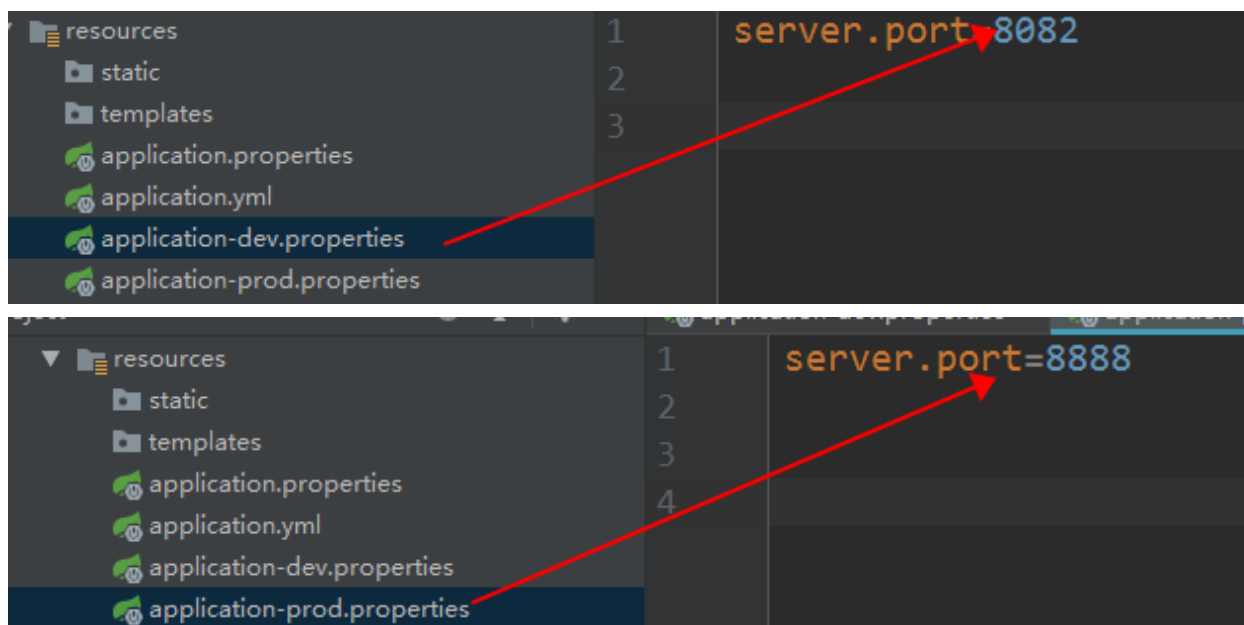 resources
static
templates
application.properties
application.yml
application-dev.properties
application-prod.properties
1 server.port=8082
2
3
resources
static
templates
application.properties
application.yml
application-dev.properties
application-prod.properties
1 server.port=8888
2
3
4